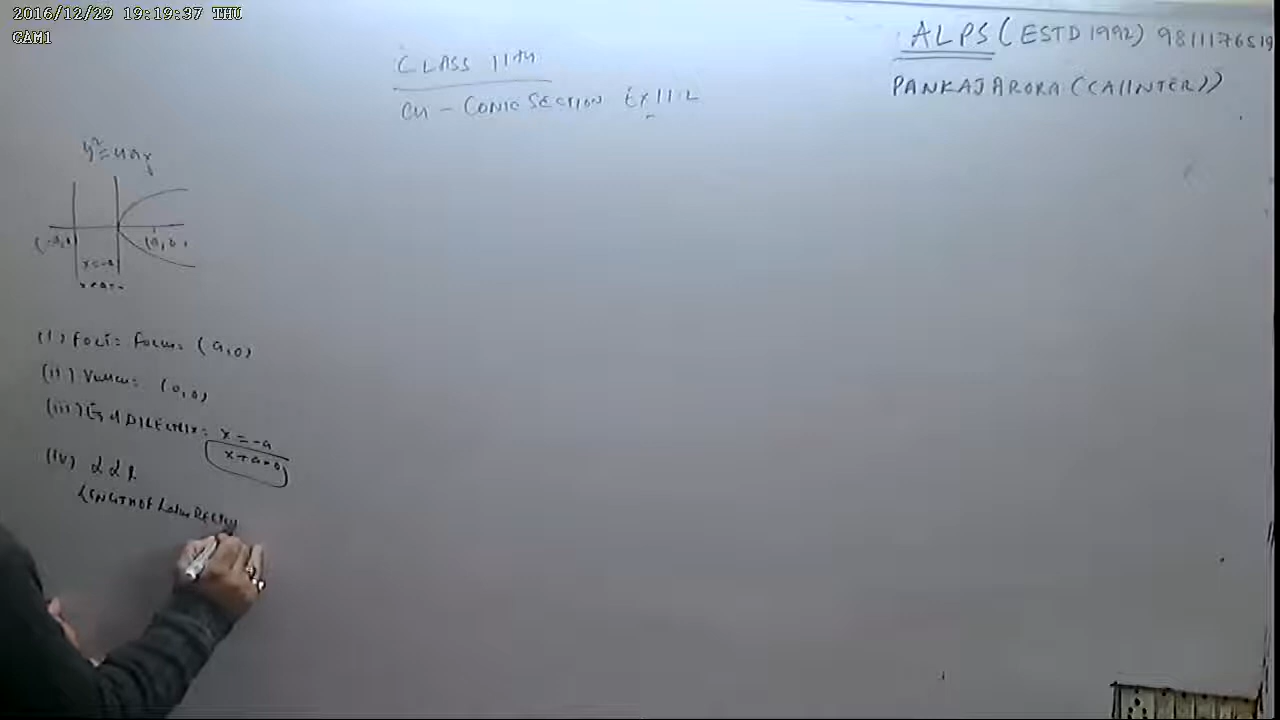 2016/12/29 19:19:37 THU
CAM1
ALPS (ESTD 1992) 9811176519
PANKAJ ARORA (CA(INTER))
CLASS 11th
CH - CONIC SECTION EX 11.2
y² = 4ax
(-a,0)
(a,0)
x=-a
x+a=0
(i) FOCI: Focus: (a,0)
(ii) Vertex: (0,0)
(iii) Eq of DIRECTRIX: x = -a
x+a=0
(iv) LLR
LENGTH OF Latus RECTUM